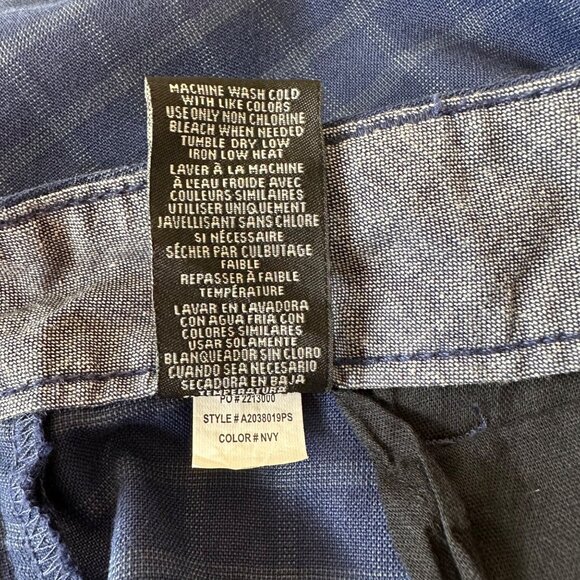 MACHINE WASH COLD
WITH LIKE COLORS
USE ONLY NON CHLORINE
BLEACH WHEN NEEDED
TUMBLE DRY LOW
IRON LOW HEAT
LAVER À LA MACHINE
À L'EAU FROIDE AVEC
COULEURS SIMILAIRES
UTILISER UNIQUEMENT
JAVELLISANT SANS CHLORE
SI NÉCESSAIRE
SÉCHER PAR CULBUTAGE
FAIBLE
REPASSER À FAIBLE
TEMPÉRATURE
LAVAR EN LAVADORA
CON AGUA FRIA CON
COLORES SIMILARES
USAR SOLAMENTE
BLANQUEADOR SIN CLORO
CUANDO SEA NECESARIO
SECADORA EN BAJA
TEMPERATURA
PO # 2213000
STYLE # A2038019PS
COLOR # NVY